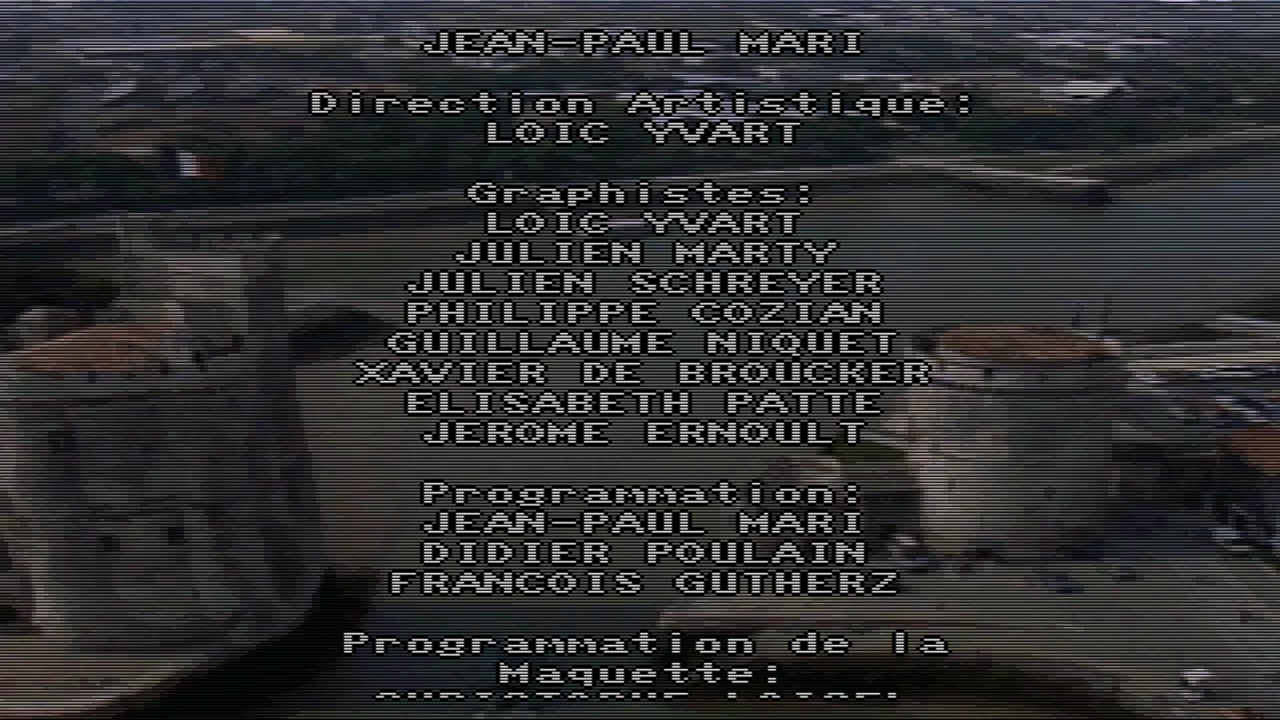 JEAN-PAUL MARI
Direction Artistique:
LOIC YVART
Graphistes:
LOIC YVART
JULIEN MARTY
JULIEN SCHREYER
PHILIPPE COZIAN
GUILLAUME NIQUET
XAVIER DE BROUCKER
ELISABETH PATTE
JEROME ERNOULT
Programmation:
JEAN-PAUL MARI
DIDIER POULAIN
FRANCOIS GUTHERZ
Programmation de la
Maquette: